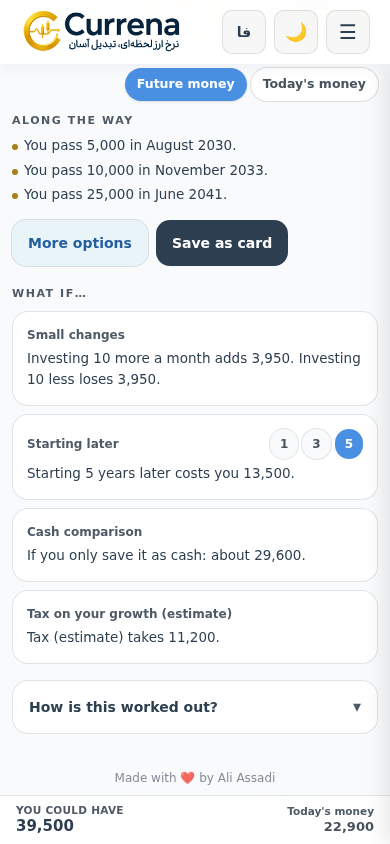 Currena
نرخ ارز لحظه‌ای، تبدیل آسان
فا
Future money
Today's money
ALONG THE WAY
You pass 5,000 in August 2030.
You pass 10,000 in November 2033.
You pass 25,000 in June 2041.
More options
Save as card
WHAT IF…
Small changes
Investing 10 more a month adds 3,950. Investing
10 less loses 3,950.
Starting later
1 3 5
Starting 5 years later costs you 13,500.
Cash comparison
If you only save it as cash: about 29,600.
Tax on your growth (estimate)
Tax (estimate) takes 11,200.
How is this worked out?
Made with ❤️ by Ali Assadi
YOU COULD HAVE
39,500
Today's money
22,900